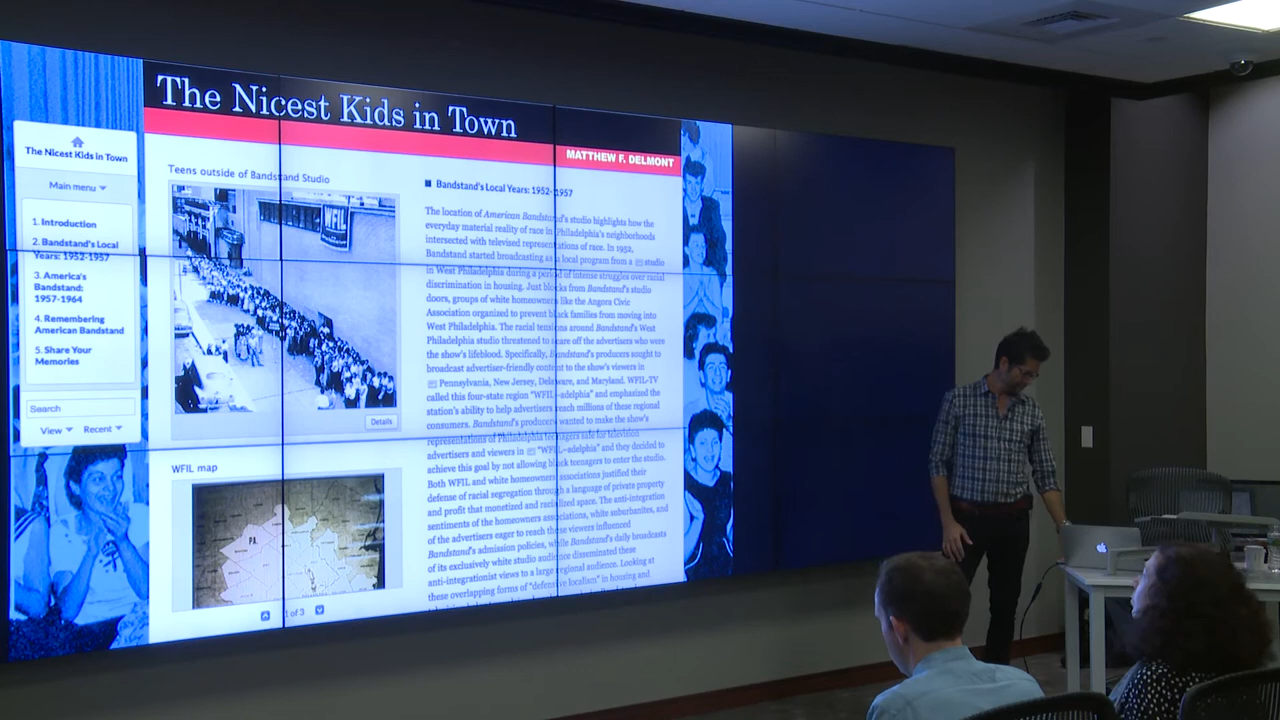 The Nicest Kids in Town
MATTHEW F. DELMONT
The Nicest Kids in Town
Main menu
1. Introduction
2. Bandstand's Local
Years: 1952-1957
3. America's
Bandstand:
1957-1964
4. Remembering
American Bandstand
5. Share Your
Memories
Search
View
Recent
Teens outside of Bandstand Studio
Details
WFIL map
PA.
1 of 3
Bandstand's Local Years: 1952-1957
The location of American Bandstand's studio highlights how the
everyday material reality of race in Philadelphia's neighborhoods
intersected with televised representations of race. In 1952,
Bandstand started broadcasting as a local program from a studio
in West Philadelphia during a period of intense struggles over racial
discrimination in housing. Just blocks from Bandstand's studio
doors, groups of white homeowners like the Angora Civic
Association organized to prevent black families from moving into
West Philadelphia. The racial tensions around Bandstand's West
Philadelphia studio threatened to scare off the advertisers who were
the show's lifeblood. Specifically, Bandstand's producers sought to
broadcast advertiser-friendly content to the show's viewers in
Pennsylvania, New Jersey, Delaware, and Maryland. WFIL-TV
called this four-state region "WFIL-adelphia" and emphasized the
station's ability to help advertisers reach millions of these regional
consumers. Bandstand's producers wanted to make the show's
representations of Philadelphia teenagers safe for television
advertisers and viewers in "WFIL-adelphia" and they decided to
achieve this goal by not allowing black teenagers to enter the studio.
Both WFIL and white homeowners associations justified their
defense of racial segregation through a language of private property
and profit that monetized and racialized space. The anti-integration
sentiments of the homeowners associations, white suburbanites, and
of the advertisers eager to reach these viewers influenced
Bandstand's admission policies, while Bandstand's daily broadcasts
of its exclusively white studio audience disseminated these
anti-integrationist views to a large regional audience. Looking at
these overlapping forms of "defensive localism" in housing and